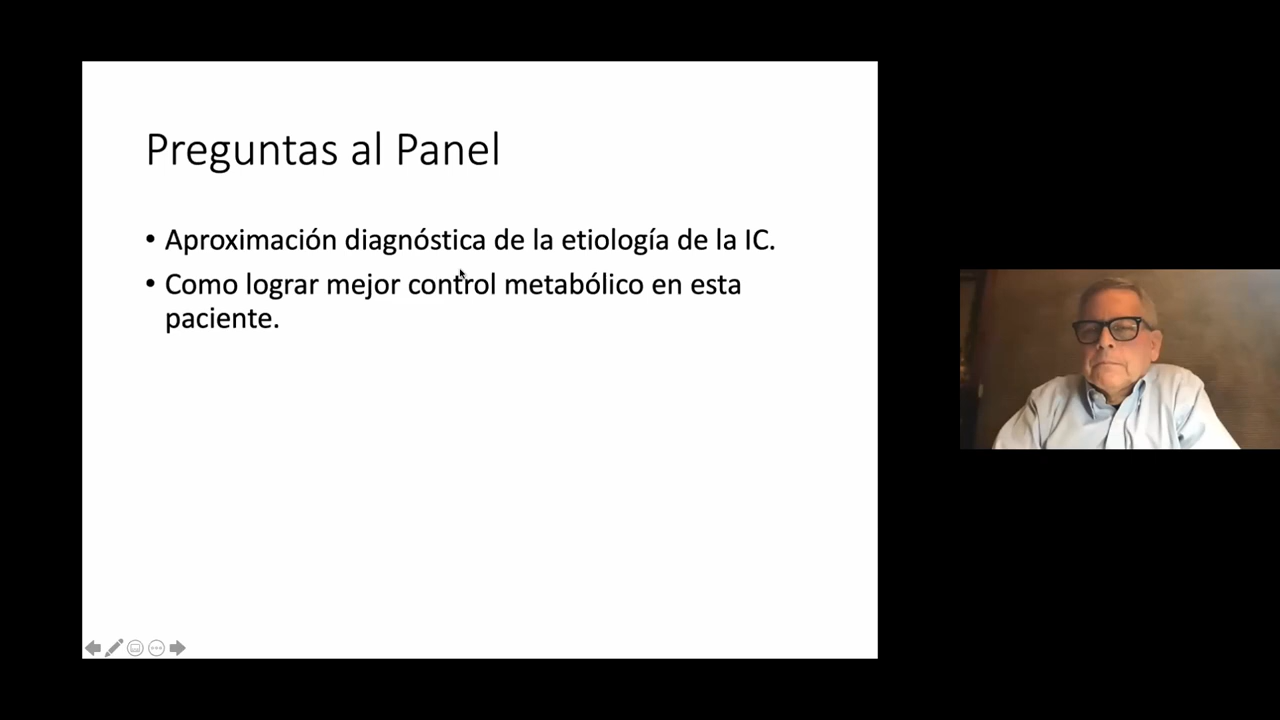 Preguntas al Panel
• Aproximación diagnóstica de la etiología de la IC.
• Como lograr mejor control metabólico en esta
paciente.